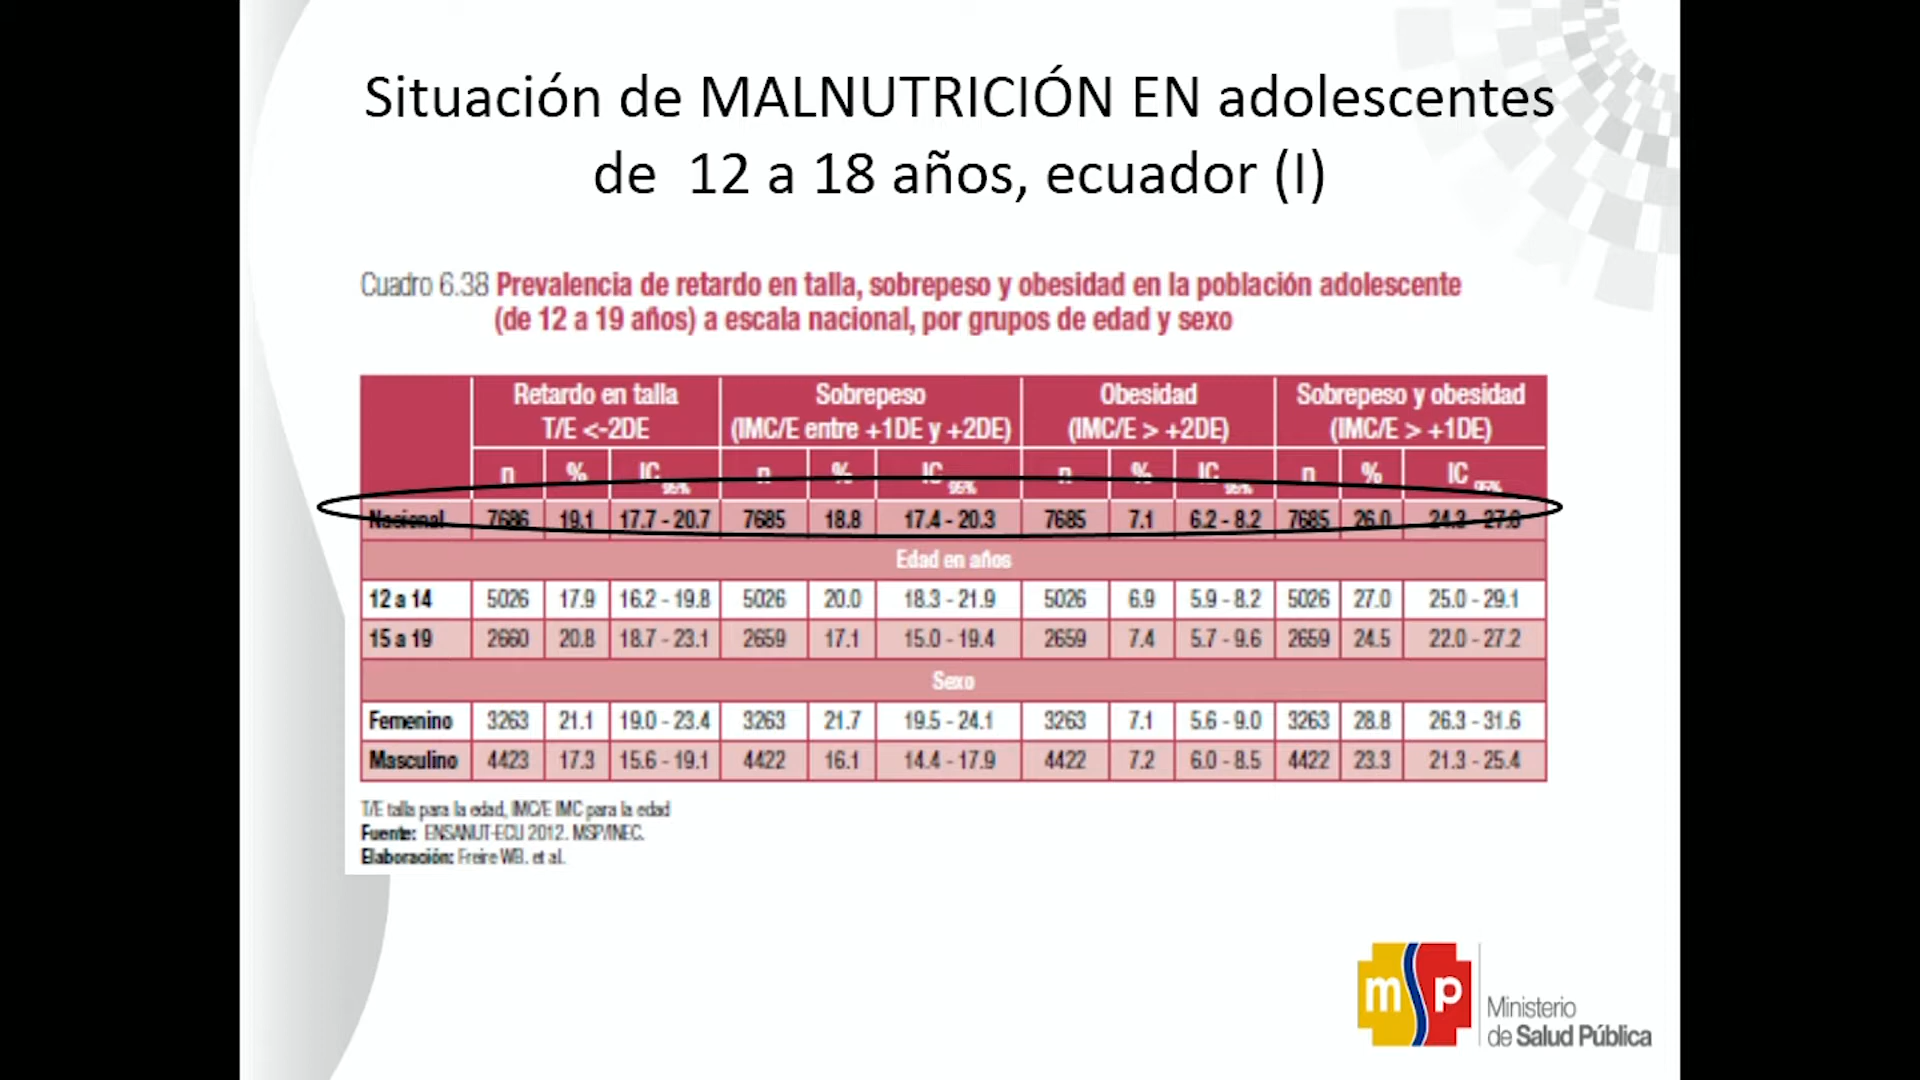 Situación de MALNUTRICIÓN EN adolescentes
de 12 a 18 años, ecuador (I)
Cuadro 6.38 Prevalencia de retardo en talla, sobrepeso y obesidad en la población adolescente
(de 12 a 19 años) a escala nacional, por grupos de edad y sexo
Retardo en talla Sobrepeso Obesidad Sobrepeso y obesidad
T/E <-2DE (IMC/E entre +1DE y +2DE) (IMC/E > +2DE) (IMC/E > +1DE)
n % IC 95% n % IC 95% n % IC 95% n % IC 95%
Nacional 7686 19.1 17.7 - 20.7 7685 18.8 17.4 - 20.3 7685 7.1 6.2 - 8.2 7685 26.0 24.3 -
Edad en años
12 a 14 5026 17.9 16.2 - 19.8 5026 20.0 18.3 - 21.9 5026 6.9 5.9 - 8.2 5026 27.0 25.0 - 29.1
15 a 19 2660 20.8 18.7 - 23.1 2659 17.1 15.0 - 19.4 2659 7.4 5.7 - 9.6 2659 24.5 22.0 - 27.2
Sexo
Femenino 3263 21.1 19.0 - 23.4 3263 21.7 19.5 - 24.1 3263 7.1 5.6 - 9.0 3263 28.8 26.3 - 31.6
Masculino 4423 17.3 15.6 - 19.1 4422 16.1 14.4 - 17.9 4422 7.2 6.0 - 8.5 4422 23.3 21.3 - 25.4
T/E talla para la edad, IMC/E IMC para la edad
Fuente: ENSANUT-ECU 2012. MSP/INEC.
Elaboración: Freire WB. et al.
msp
Ministerio
de Salud Pública